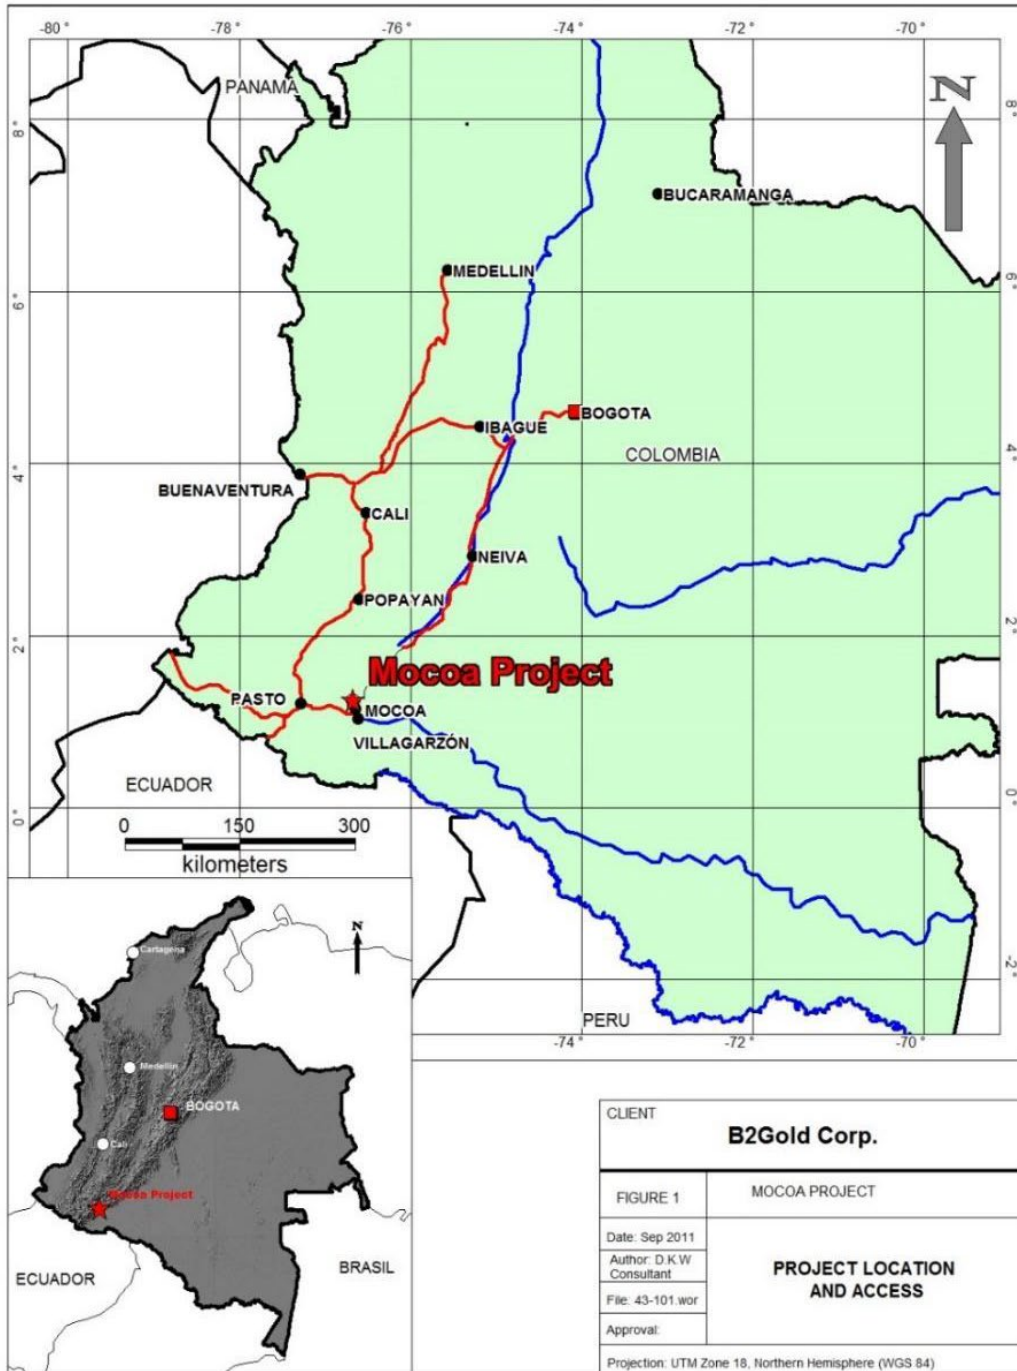 -80 °
-78 °
-76 °
-74 °
-72 °
-70 °
PANAMA
N
8°
8°
BUCARAMANGA
MEDELLIN
6°
6°
BOGOTA
IBAGUE
COLOMBIA
4°
4°
BUENAVENTURA
CALI
NEIVA
POPAYAN
2°
2°
Mocoa Project
PASTO
MOCOA
VILLAGARZÓN
ECUADOR
0°
0°
0 150 300
kilometers
-2°
PERU
-74 °
-72 °
-70 °
N
Cartagena
Medellin
BOGOTA
Cali
Mocoa Project
ECUADOR
BRASIL
CLIENT
B2Gold Corp.
FIGURE 1
MOCOA PROJECT
Date: Sep 2011
Author: D.K.W
Consultant
File: 43-101.wor
Approval:
PROJECT LOCATION
AND ACCESS
Projection: UTM Zone 18, Northern Hemisphere (WGS 84)